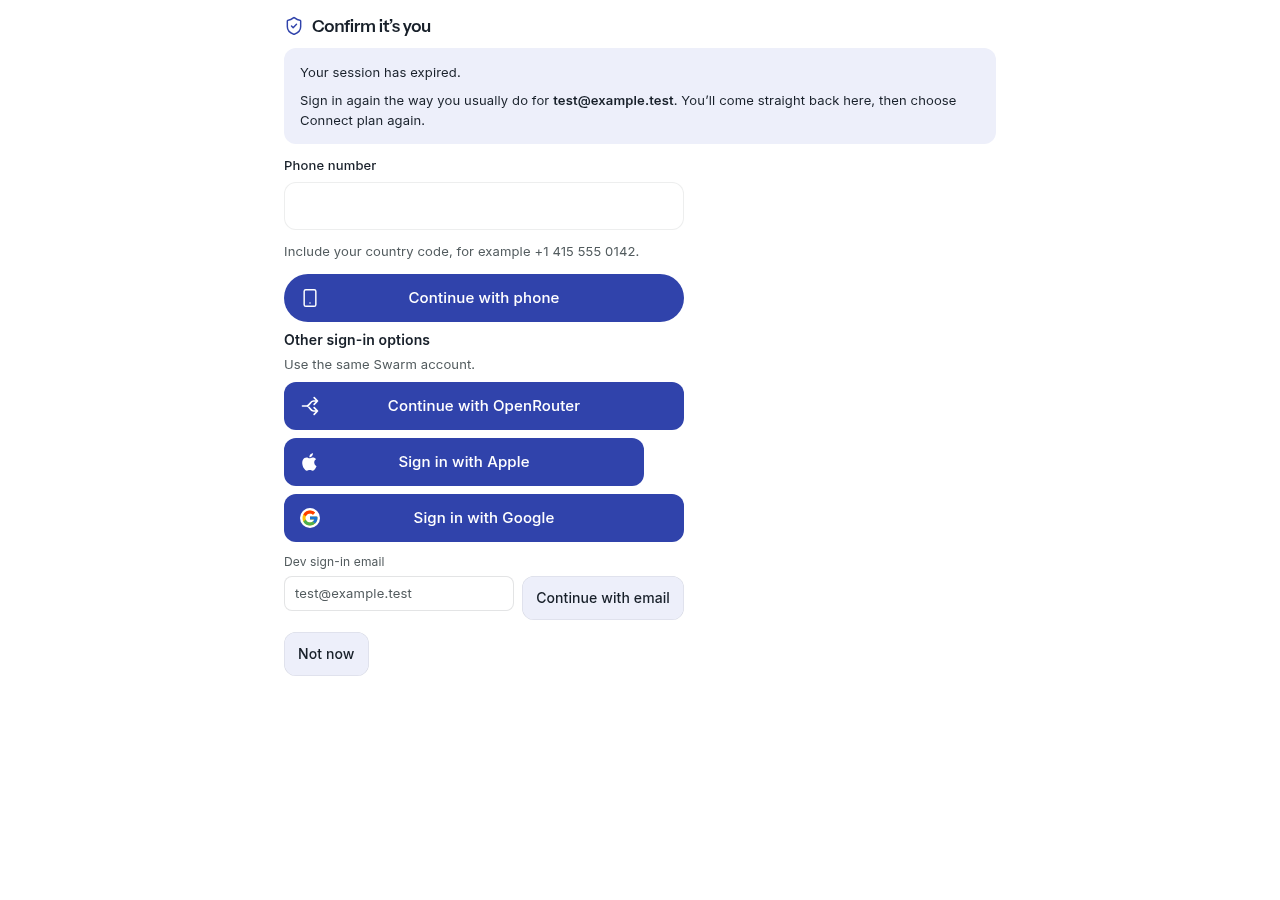 Confirm it’s you
Your session has expired.
Sign in again the way you usually do for test@example.test. You’ll come straight back here, then choose
Connect plan again.
Phone number
Include your country code, for example +1 415 555 0142.
Continue with phone
Other sign-in options
Use the same Swarm account.
Continue with OpenRouter
Sign in with Apple
Sign in with Google
Dev sign-in email
test@example.test
Continue with email
Not now